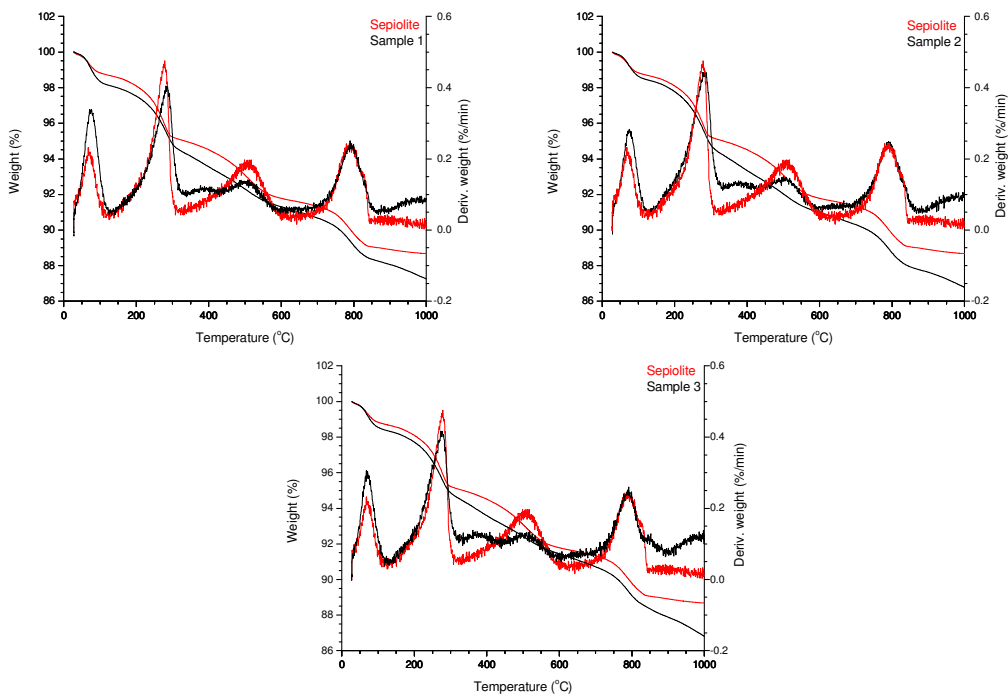 102
100
98
96
94
92
90
88
86
Weight (%)
0 200 400 600 800 1000
Temperature (°C)
0.6
0.4
0.2
0.0
-0.2
Deriv. weight (%/min)
Sepiolite
Sample 1
102
100
98
96
94
92
90
88
86
Weight (%)
0 200 400 600 800 1000
Temperature (°C)
0.6
0.4
0.2
0.0
-0.2
Deriv. weight (%/min)
Sepiolite
Sample 2
102
100
98
96
94
92
90
88
86
Weight (%)
0 200 400 600 800 1000
Temperature (°C)
0.6
0.4
0.2
0.0
-0.2
Deriv. weight (%/min)
Sepiolite
Sample 3